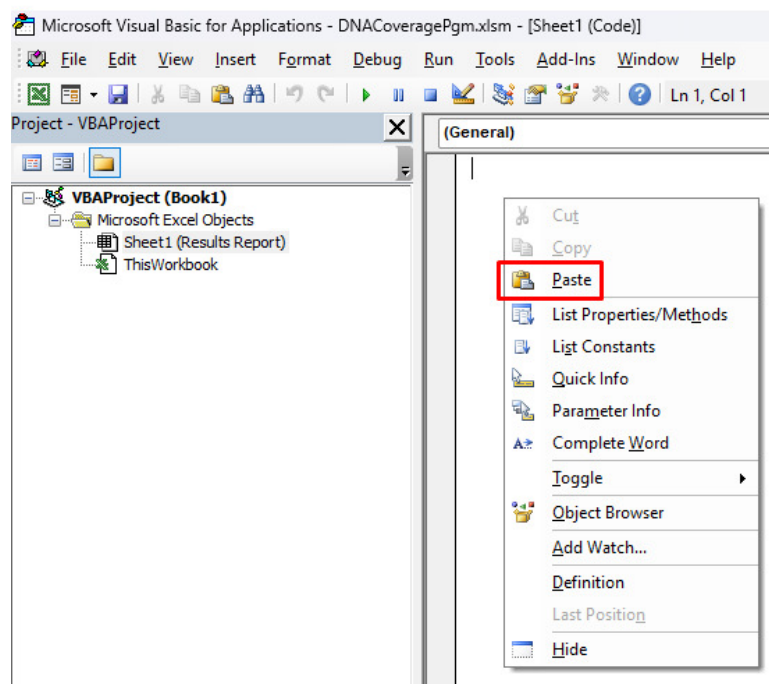 Microsoft Visual Basic for Applications - DNACoveragePgm.xlsm - [Sheet1 (Code)]
File Edit View Insert Format Debug Run Tools Add-Ins Window Help
Ln 1, Col 1
Project - VBAProject
(General)
VBAProject (Book1)
Microsoft Excel Objects
Sheet1 (Results Report)
ThisWorkbook
Cut
Copy
Paste
List Properties/Methods
List Constants
Quick Info
Parameter Info
Complete Word
Toggle
Object Browser
Add Watch...
Definition
Last Position
Hide